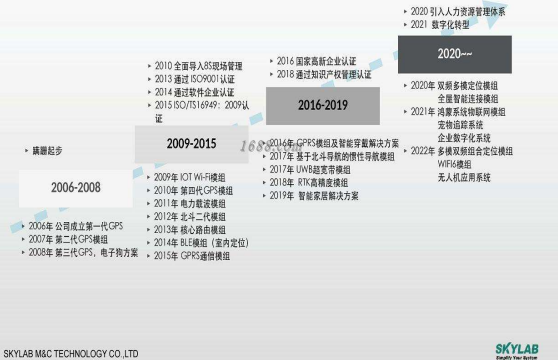 蹒跚起步
2006-2008
2006年 公司成立第一代GPS
2007年 第二代GPS模组
2008年 第三代GPS，电子狗方案
2010 全面导入8S现场管理
2013 通过ISO9001认证
2014 通过软件企业认证
2015 ISO/TS16949：2009认
证
2009-2015
2009年 IOT Wi-Fi模组
2010年 第四代GPS模组
2011年 电力载波模组
2012年 北斗二代模组
2013年 核心路由模组
2014年 BLE模组（室内定位）
2015年 GPRS通信模组
2016 国家高新企业认证
2018 通过知识产权管理认证
2016-2019
2016年 GPRS模组及智能穿戴解决方案
2017年 基于北斗导航的惯性导航模组
2017年 UWB超宽带模组
2018年 RTK高精度模组
2019年 智能家居解决方案
2020 引入人力资源管理体系
2021 数字化转型
2020~~
2020年 双频多模定位模组
全屋智能连接模组
2021年 鸿蒙系统物联网模组
宠物追踪系统
企业数字化系统
2022年 多模双频组合定位模组
WIFI6模组
无人机应用系统
1688.com
SKYLAB M&C TECHNOLOGY CO.,LTD
SKYLAB
Simplify Your System